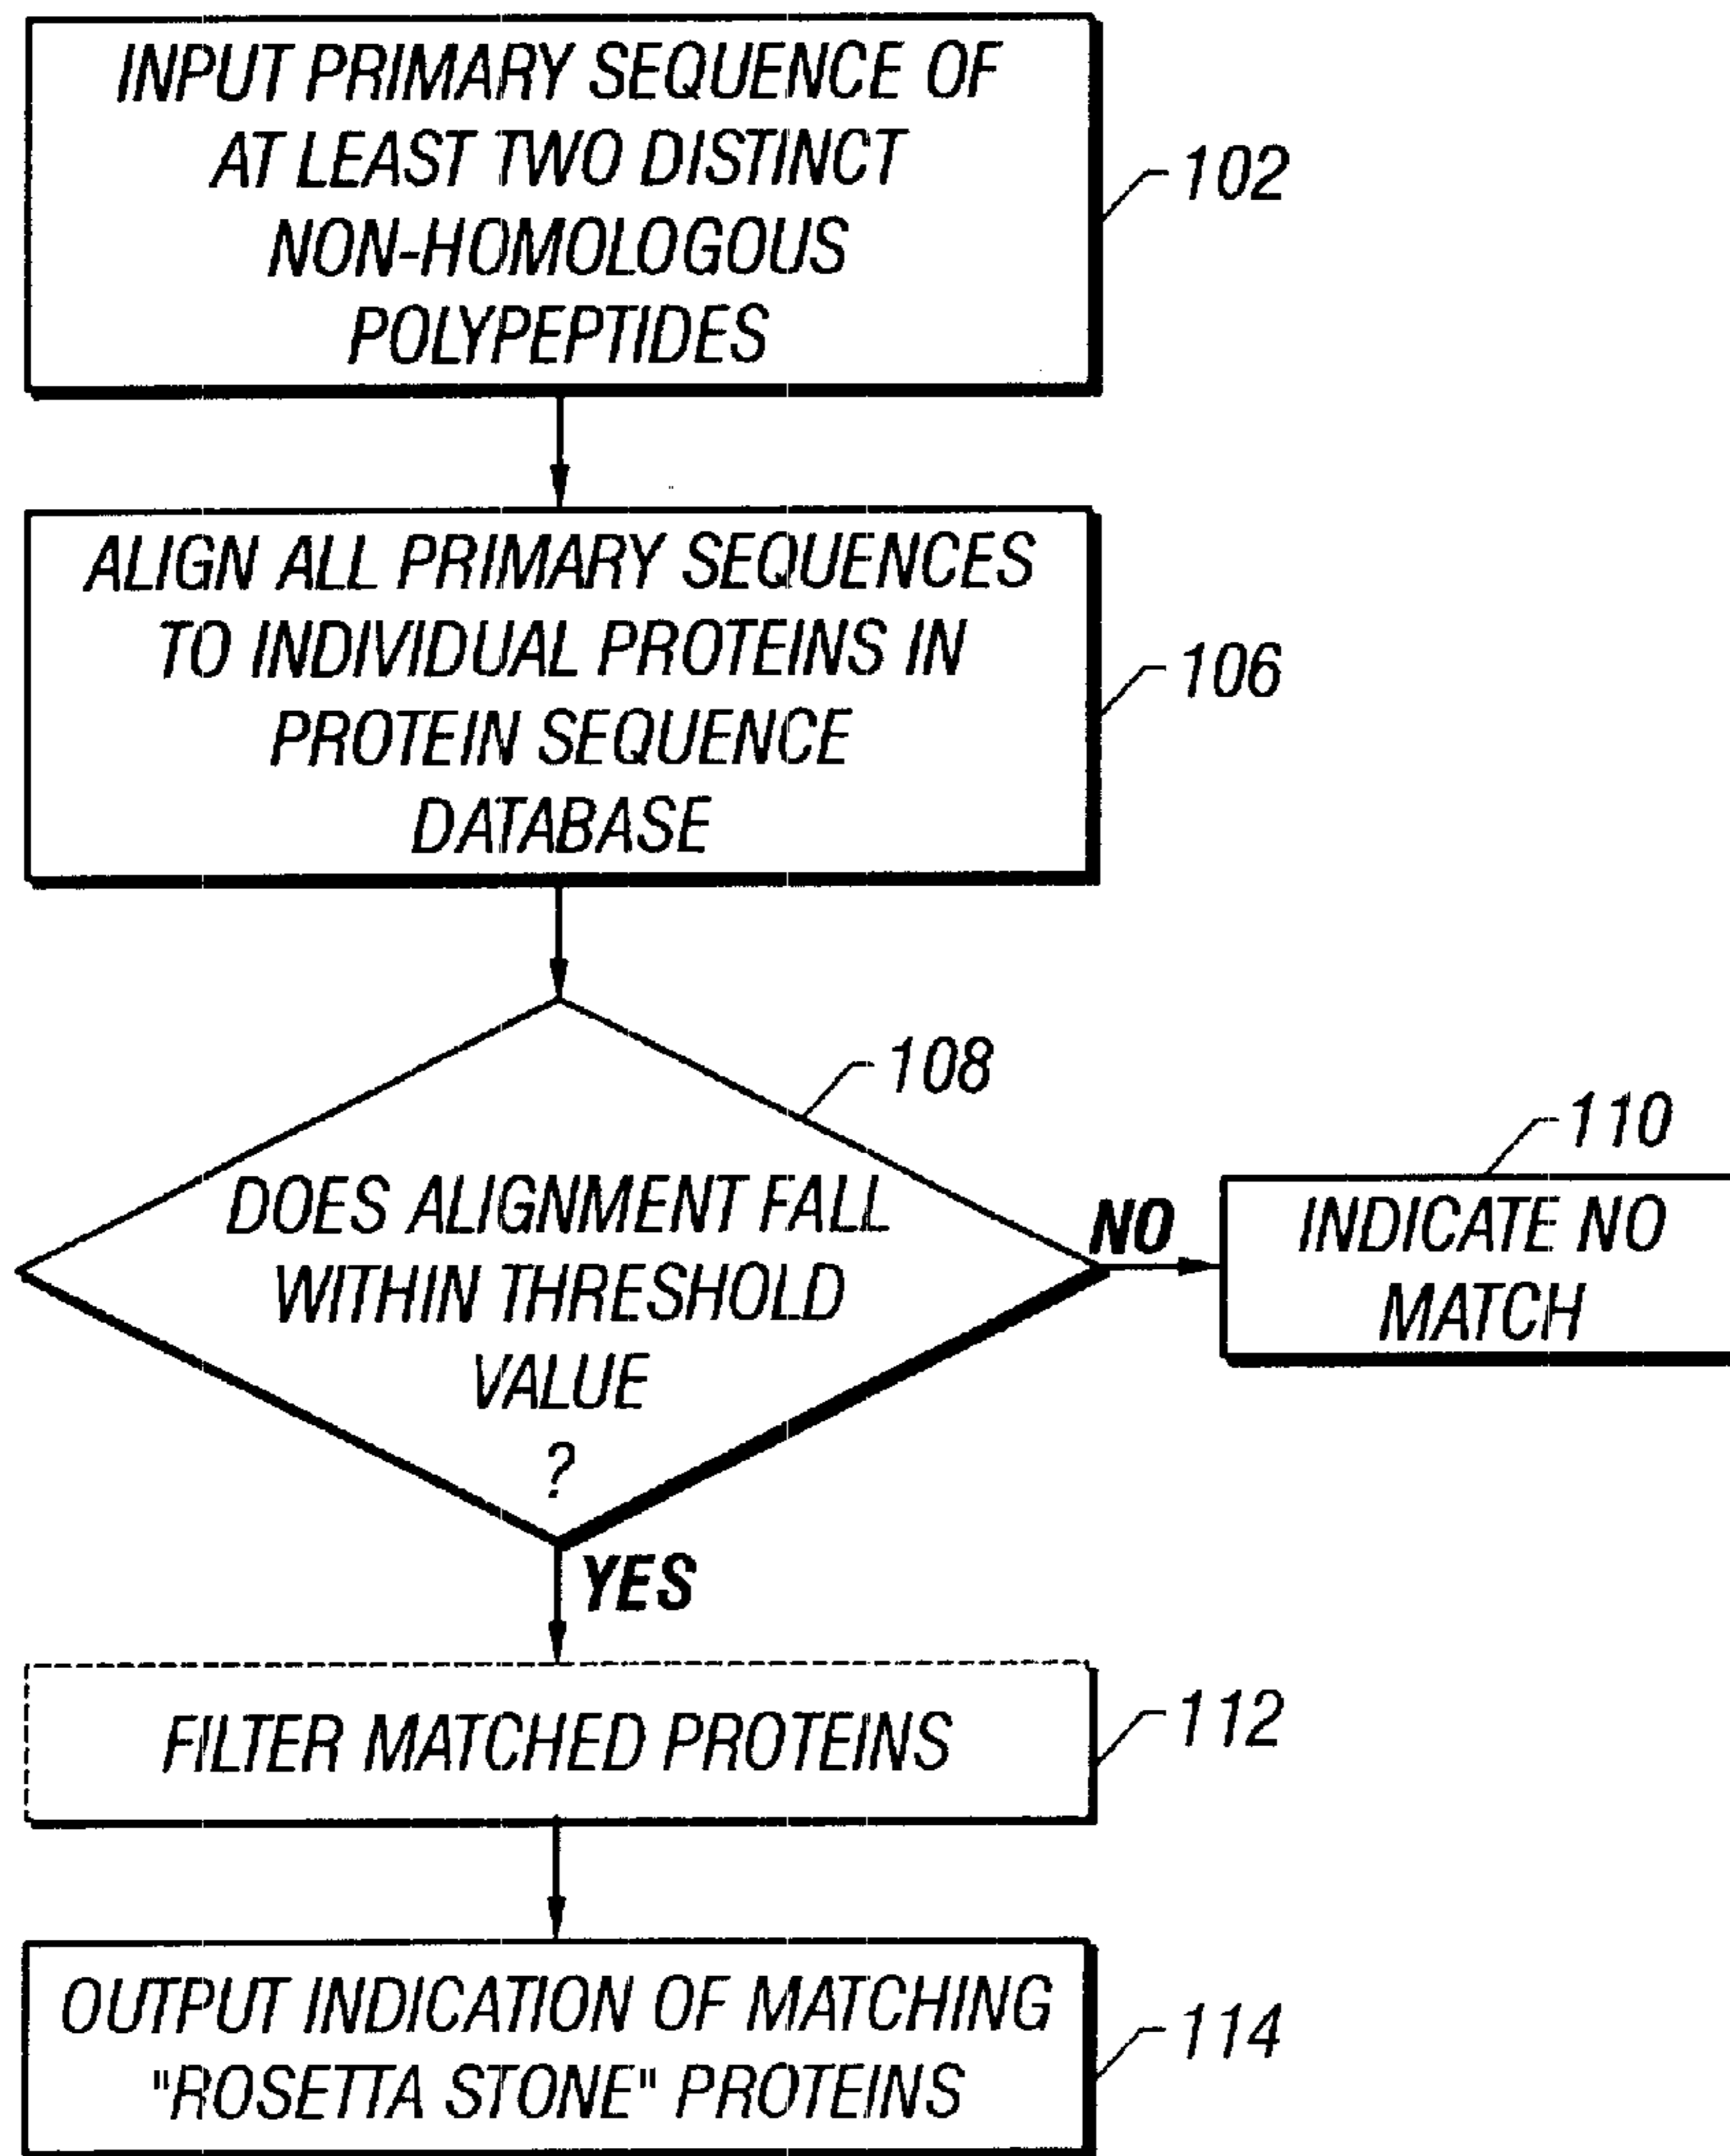 INPUT PRIMARY SEQUENCE OF
AT LEAST TWO DISTINCT
NON-HOMOLOGOUS
POLYPEPTIDES
102
ALIGN ALL PRIMARY SEQUENCES
TO INDIVIDUAL PROTEINS IN
PROTEIN SEQUENCE
DATABASE
106
108
DOES ALIGNMENT FALL
WITHIN THRESHOLD
VALUE
?
NO
110
INDICATE NO
MATCH
YES
FILTER MATCHED PROTEINS
112
OUTPUT INDICATION OF MATCHING
"ROSETTA STONE" PROTEINS
114